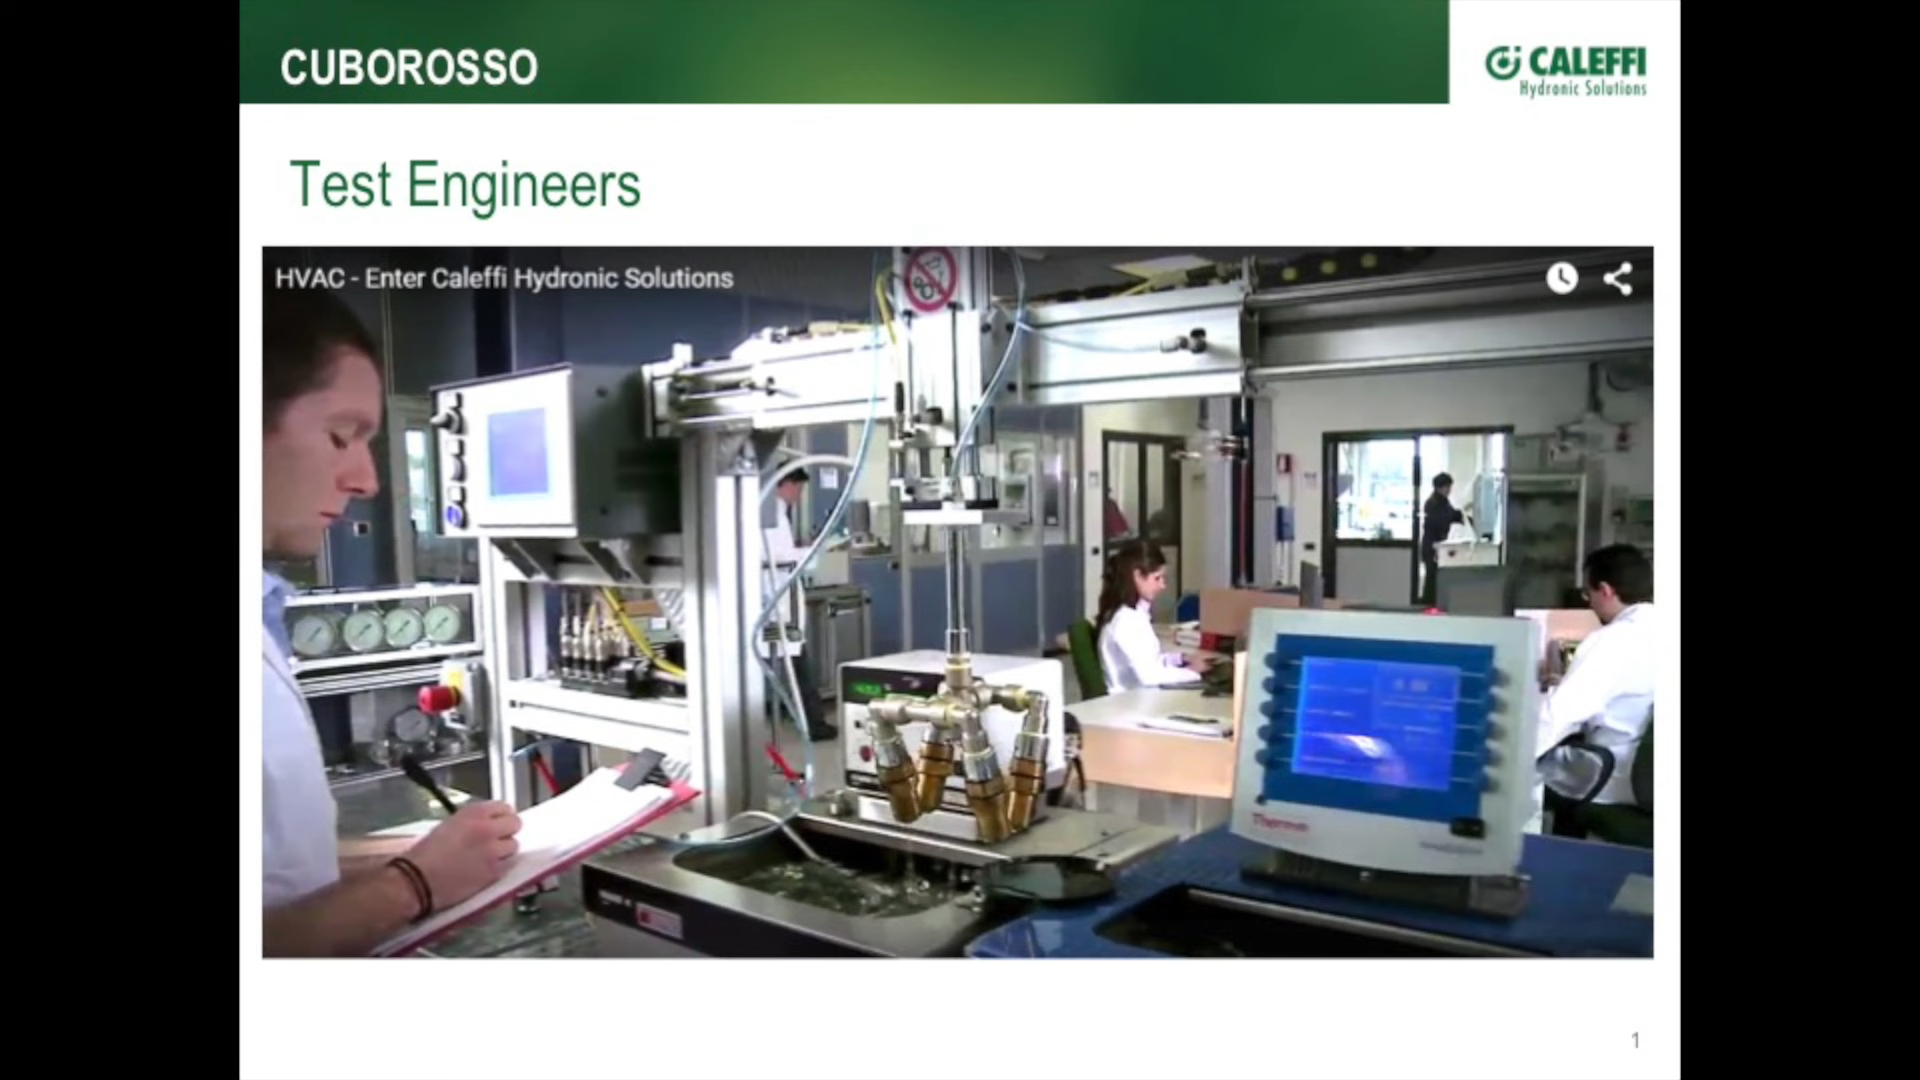 CUBOROSSO
CALEFFI
Hydronic Solutions
Test Engineers
HVAC - Enter Caleffi Hydronic Solutions
Thermo
1